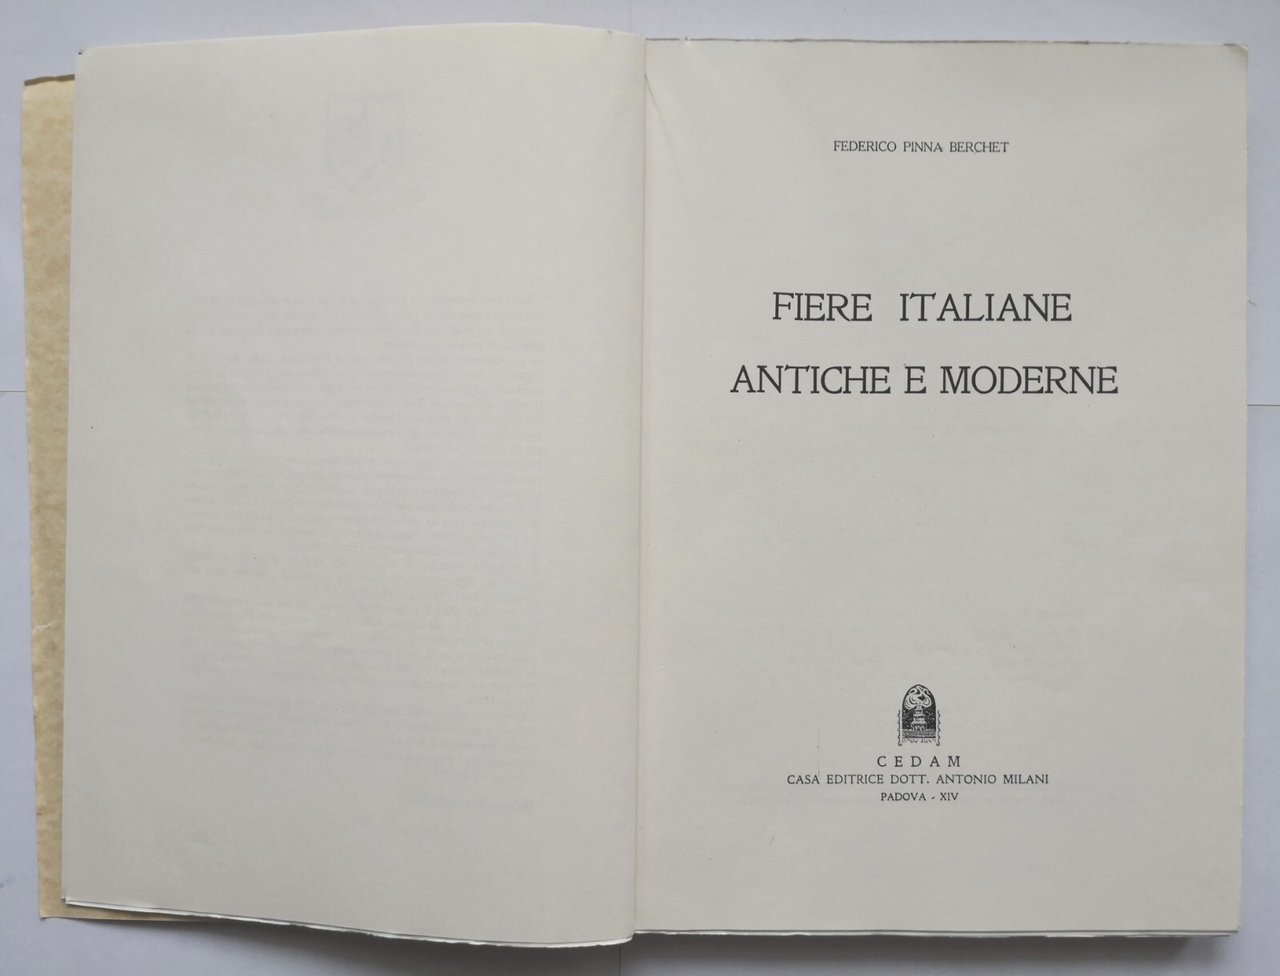 FEDERICO PINNA BERCHET
FIERE ITALIANE
ANTICHE E MODERNE
CEDAM
CASA EDITRICE DOTT. ANTONIO MILANI
PADOVA - XIV